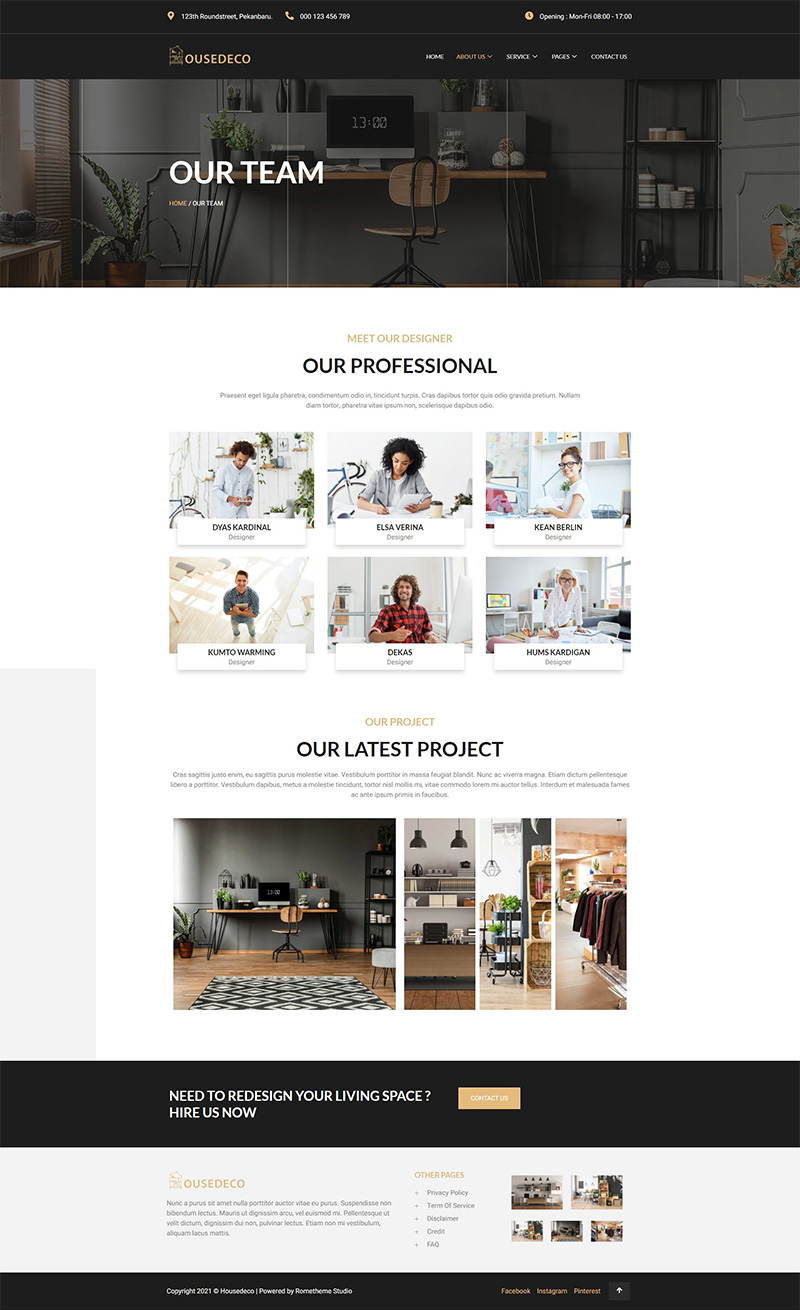 123th Roundstreet, Pekanbaru. 000 123 456 789 Opening : Mon-Fri 08:00 - 17:00
OUSEDECO HOME ABOUT US SERVICE PAGES CONTACT US
13:00
OUR TEAM
HOME / OUR TEAM
MEET OUR DESIGNER
OUR PROFESSIONAL
Praesent eget ligula pharetra, condimentum odio in, tincidunt turpis. Cras dapibus tortor quis odio gravida pretium. Nullam
diam tortor, pharetra vitae ipsum non, scelerisque dapibus odio.
DYAS KARDINAL ELSA VERINA KEAN BERLIN
Designer Designer Designer
KUMTO WARMING DEKAS HUMS KARDIGAN
Designer Designer Designer
OUR PROJECT
OUR LATEST PROJECT
Cras sagittis justo enim, eu sagittis purus molestie vitae. Vestibulum porttitor in massa feugiat blandit. Nunc ac viverra magna. Etiam dictum pellentesque
libero a porttitor. Vestibulum dapibus, metus a molestie tincidunt, tortor nisl mollis mi, vitae commodo lorem mi auctor tellus. Interdum et malesuada fames
ac ante ipsum primis in faucibus.
13:00
NEED TO REDESIGN YOUR LIVING SPACE ?
HIRE US NOW
CONTACT US
OUSEDECO
Nunc a purus sit amet nulla porttitor auctor vitae eu purus. Suspendisse non
bibendum lectus. Mauris ut dignissim arcu, vel euismod mi. Pellentesque ut
velit dictum, dignissim dui non, pulvinar lectus. Etiam non mi vestibulum,
aliquam lacus mattis.
OTHER PAGES
Privacy Policy
Term Of Service
Disclaimer
Credit
FAQ
Copyright 2021 © Housedeco | Powered by Rometheme Studio Facebook Instagram Pinterest